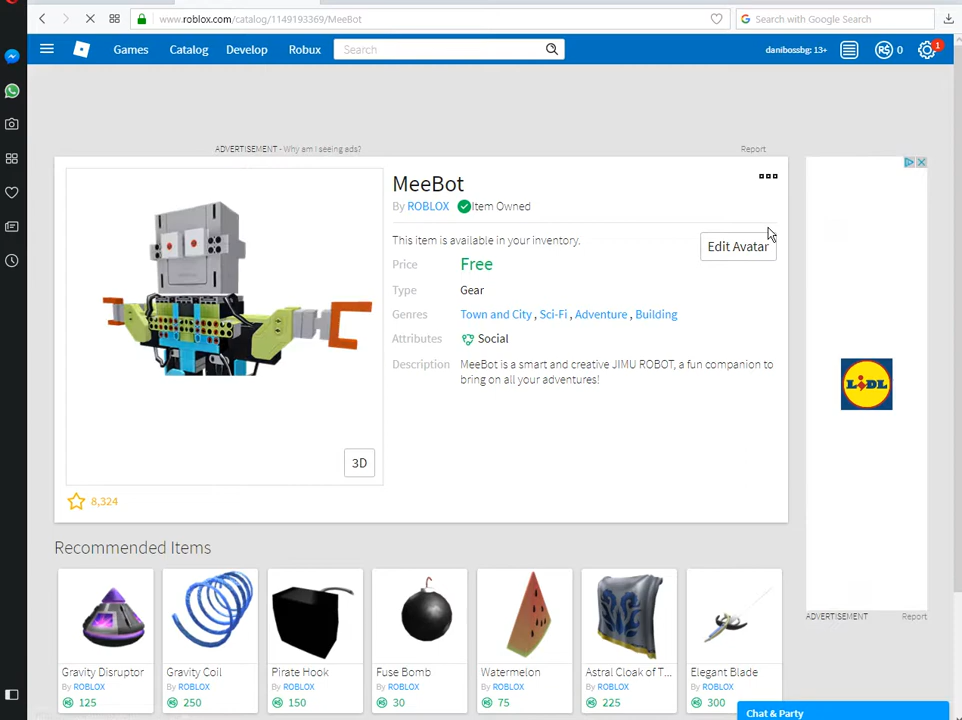 www.roblox.com/catalog/1149193369/MeeBot
Search with Google Search
Games
Catalog
Develop
Robux
Search
danibossbg: 13+
R$ 0
1
ADVERTISEMENT - Why am I seeing ads?
Report
MeeBot
By ROBLOX Item Owned
This item is available in your inventory.
Edit Avatar
Price Free
Type Gear
Genres Town and City , Sci-Fi , Adventure , Building
Attributes Social
Description MeeBot is a smart and creative JIMU ROBOT, a fun companion to
bring on all your adventures!
3D
8,324
LIDL
ADVERTISEMENT Report
Recommended Items
Gravity Disruptor
By ROBLOX
R$ 125
Gravity Coil
By ROBLOX
R$ 250
Pirate Hook
By ROBLOX
R$ 150
Fuse Bomb
By ROBLOX
R$ 30
Watermelon
By ROBLOX
R$ 75
Astral Cloak of T...
By ROBLOX
R$ 225
Elegant Blade
By ROBLOX
R$ 300
Chat & Party